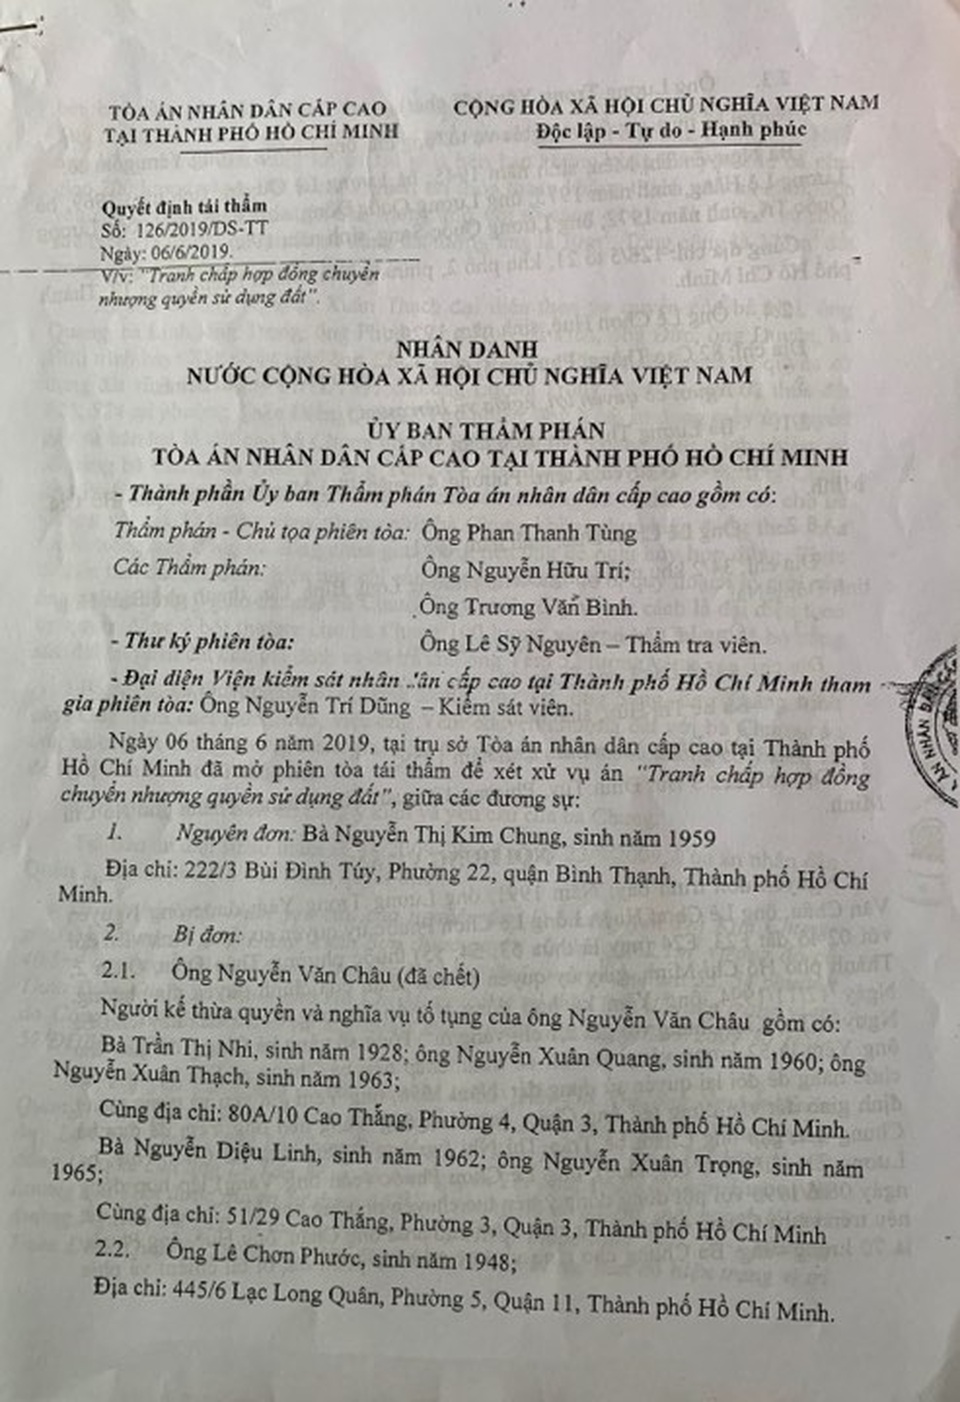 TÒA ÁN NHÂN DÂN CẤP CAO
TẠI THÀNH PHỐ HỒ CHÍ MINH
CỘNG HÒA XÃ HỘI CHỦ NGHĨA VIỆT NAM
Độc lập - Tự do - Hạnh phúc
Quyết định tái thẩm
Số: 126/2019/DS-TT
Ngày: 06/6/2019.
V/v: "Tranh chấp hợp đồng chuyển
nhượng quyền sử dụng đất".
NHÂN DANH
NƯỚC CỘNG HÒA XÃ HỘI CHỦ NGHĨA VIỆT NAM
ỦY BAN THẨM PHÁN
TÒA ÁN NHÂN DÂN CẤP CAO TẠI THÀNH PHỐ HỒ CHÍ MINH
- Thành phần Ủy ban Thẩm phán Tòa án nhân dân cấp cao gồm có:
Thẩm phán - Chủ tọa phiên tòa: Ông Phan Thanh Tùng
Các Thẩm phán: Ông Nguyễn Hữu Trí;
Ông Trương Văn Bình.
- Thư ký phiên tòa: Ông Lê Sỹ Nguyên – Thẩm tra viên.
- Đại diện Viện kiểm sát nhân dân cấp cao tại Thành phố Hồ Chí Minh tham
gia phiên tòa: Ông Nguyễn Trí Dũng – Kiểm sát viên.
Ngày 06 tháng 6 năm 2019, tại trụ sở Tòa án nhân dân cấp cao tại Thành phố
Hồ Chí Minh đã mở phiên tòa tái thẩm để xét xử vụ án "Tranh chấp hợp đồng
chuyển nhượng quyền sử dụng đất", giữa các đương sự:
1. Nguyên đơn: Bà Nguyễn Thị Kim Chung, sinh năm 1959
Địa chỉ: 222/3 Bùi Đình Túy, Phường 22, quận Bình Thạnh, Thành phố Hồ Chí
Minh.
2. Bị đơn:
2.1. Ông Nguyễn Văn Châu (đã chết)
Người kế thừa quyền và nghĩa vụ tố tụng của ông Nguyễn Văn Châu gồm có:
Bà Trần Thị Nhi, sinh năm 1928; ông Nguyễn Xuân Quang, sinh năm 1960; ông
Nguyễn Xuân Thạch, sinh năm 1963;
Cùng địa chỉ: 80A/10 Cao Thắng, Phường 4, Quận 3, Thành phố Hồ Chí Minh.
Bà Nguyễn Diệu Linh, sinh năm 1962; ông Nguyễn Xuân Trọng, sinh năm
1965;
Cùng địa chỉ: 51/29 Cao Thắng, Phường 3, Quận 3, Thành phố Hồ Chí Minh
2.2. Ông Lê Chơn Phước, sinh năm 1948;
Địa chỉ: 445/6 Lạc Long Quân, Phường 5, Quận 11, Thành phố Hồ Chí Minh.